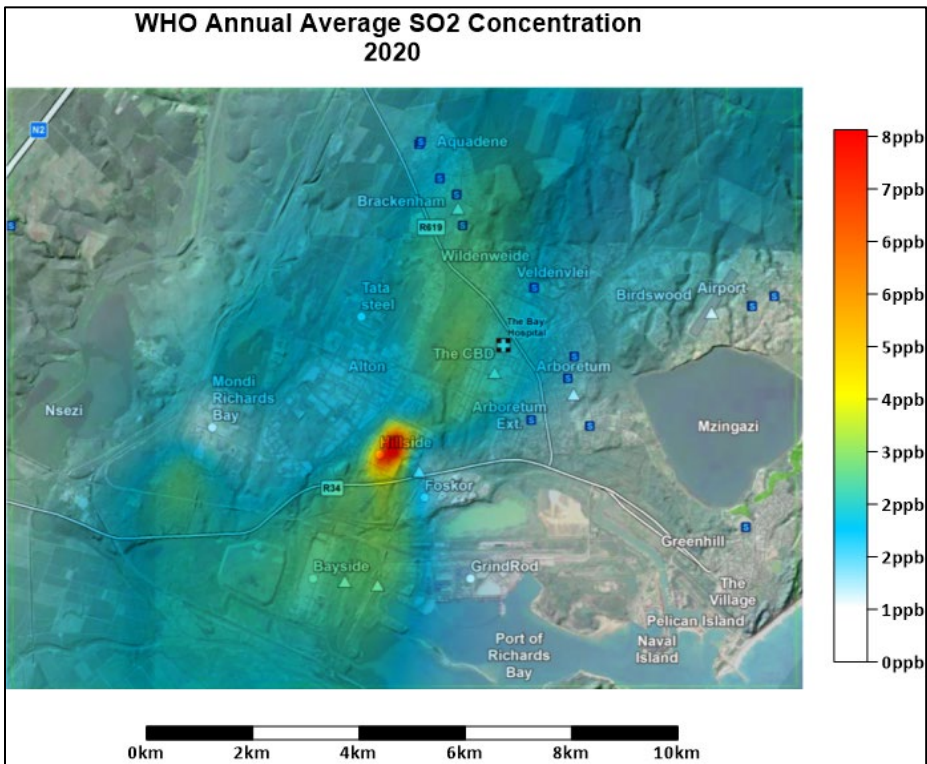 WHO Annual Average SO2 Concentration
2020
N2
S
Aquadene
S
S
Brackenham
S
S
R619
Wildenweide
Veldenvlei
S
Tata
steel
Birdswood
Airport
S
S
The Bay
Hospital
The CBD
S
Alton
Arboretum
S
Mondi
Richards
Bay
Nsezi
Arboretum
Ext.
S
S
Mzingazi
Hillside
R34
Foskor
S
Greenhill
Bayside
GrindRod
The
Village
Pelican Island
Port of
Richards
Bay
Naval
Island
8ppb
7ppb
6ppb
6ppb
5ppb
4ppb
4ppb
3ppb
2ppb
2ppb
1ppb
0ppb
0km
2km
4km
6km
8km
10km